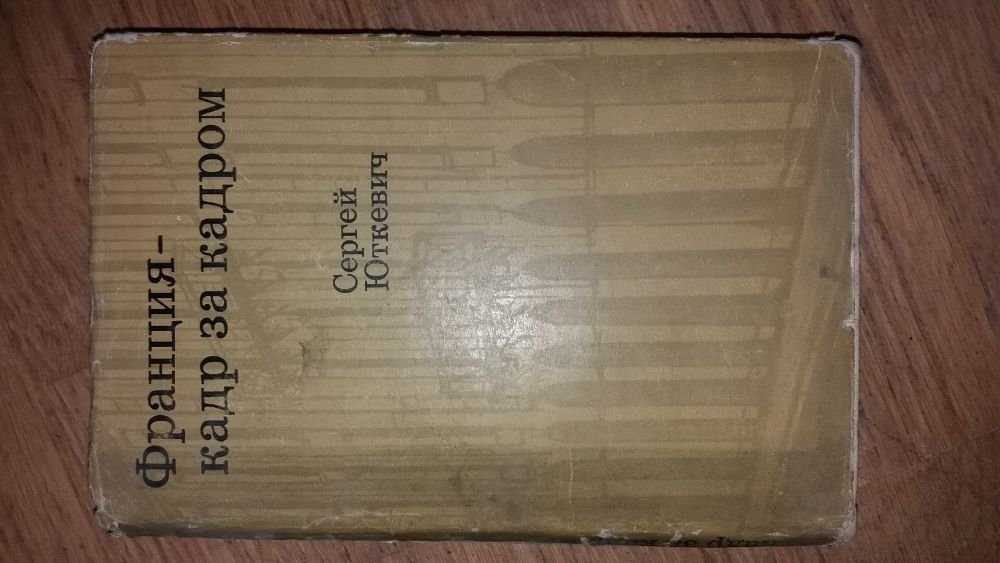 Франция–
кадр за кадром
Сергей
Юткевич